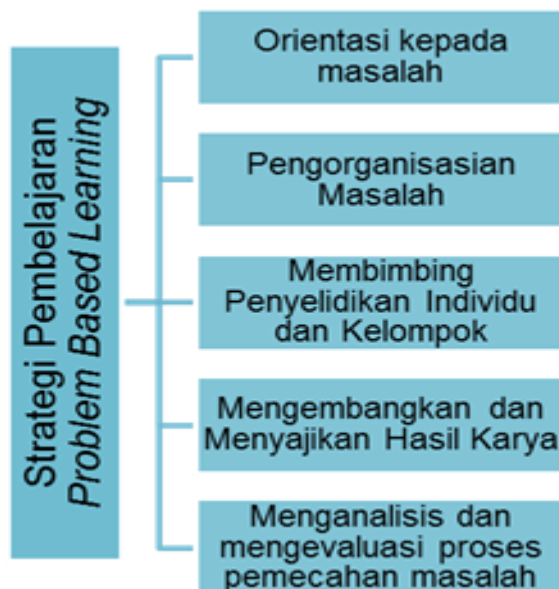 Strategi Pembelajaran
Problem Based Learning
Orientasi kepada
masalah
Pengorganisasian
Masalah
Membimbing
Penyelidikan Individu
dan Kelompok
Mengembangkan dan
Menyajikan Hasil Karya
Menganalisis dan
mengevaluasi proses
pemecahan masalah